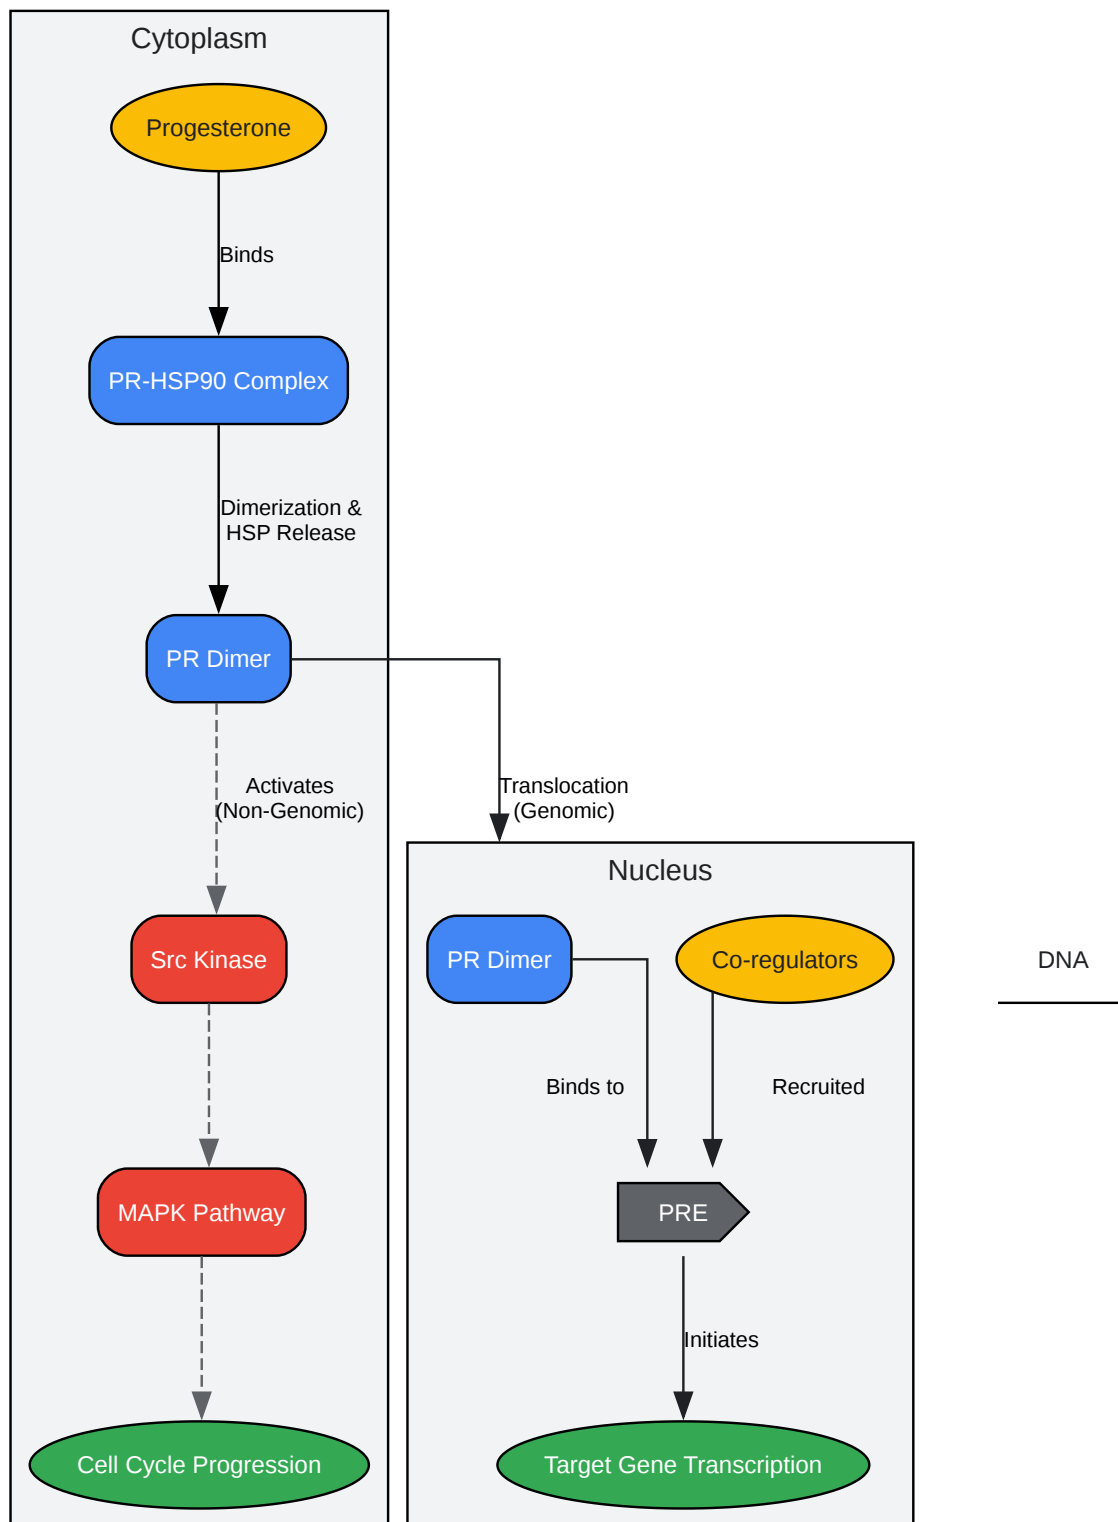 Cytoplasm
Progesterone
Binds
PR-HSP90 Complex
Dimerization &
HSP Release
PR Dimer
Activates
(Non-Genomic)
Translocation
(Genomic)
Nucleus
Src Kinase
PR Dimer
Co-regulators
DNA
Binds to
Recruited
MAPK Pathway
PRE
Initiates
Cell Cycle Progression
Target Gene Transcription